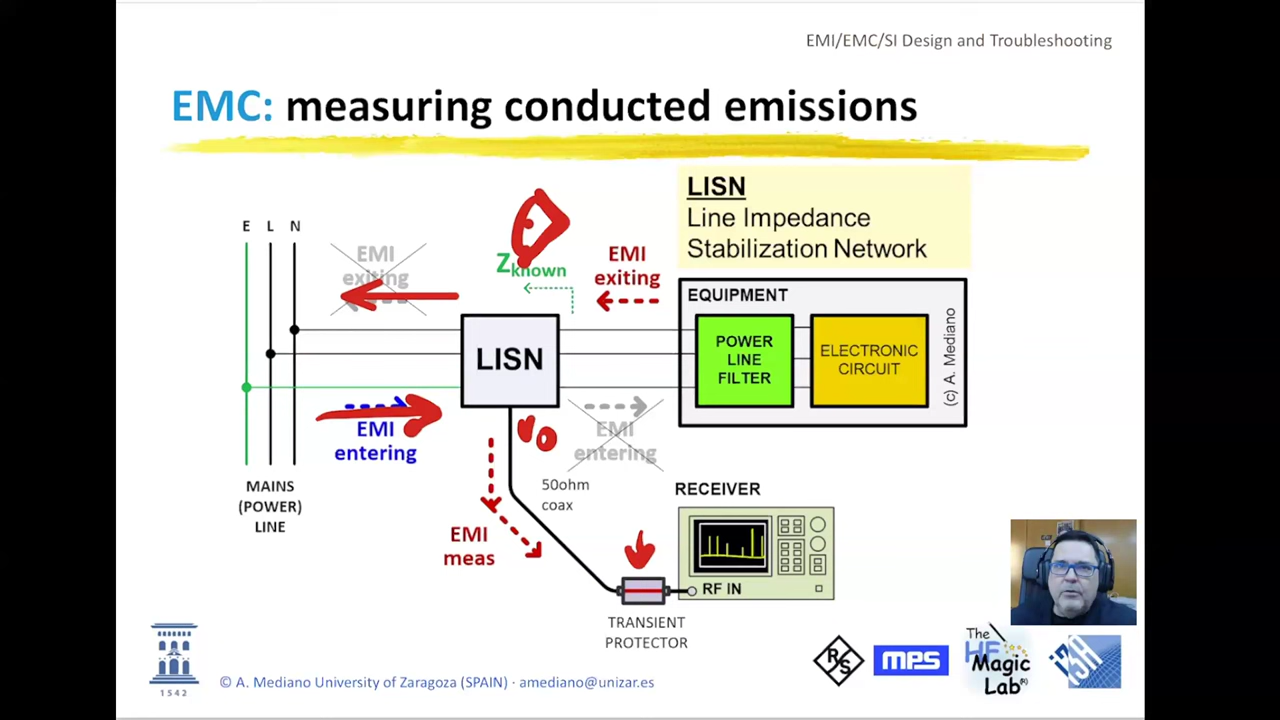 EMI/EMC/SI Design and Troubleshooting
EMC: measuring conducted emissions
LISN
Line Impedance
Stabilization Network
E L N
EMI
exiting
Zknown
EMI
exiting
EQUIPMENT
POWER
LINE
FILTER
ELECTRONIC
CIRCUIT
(c) A. Mediano
LISN
EMI
entering
EMI
entering
MAINS
(POWER)
LINE
50ohm
coax
EMI
meas
RECEIVER
RF IN
TRANSIENT
PROTECTOR
1542
© A. Mediano University of Zaragoza (SPAIN) · amediano@unizar.es
R&S
MPS
The
HF
Magic
Lab(R)
I3A